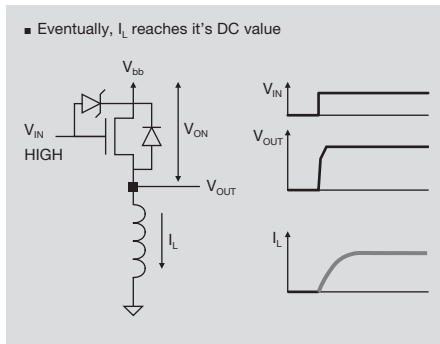 ■ Eventually, I_L reaches it's DC value
V_bb
V_IN
HIGH
V_ON
V_OUT
I_L
V_IN
V_OUT
I_L